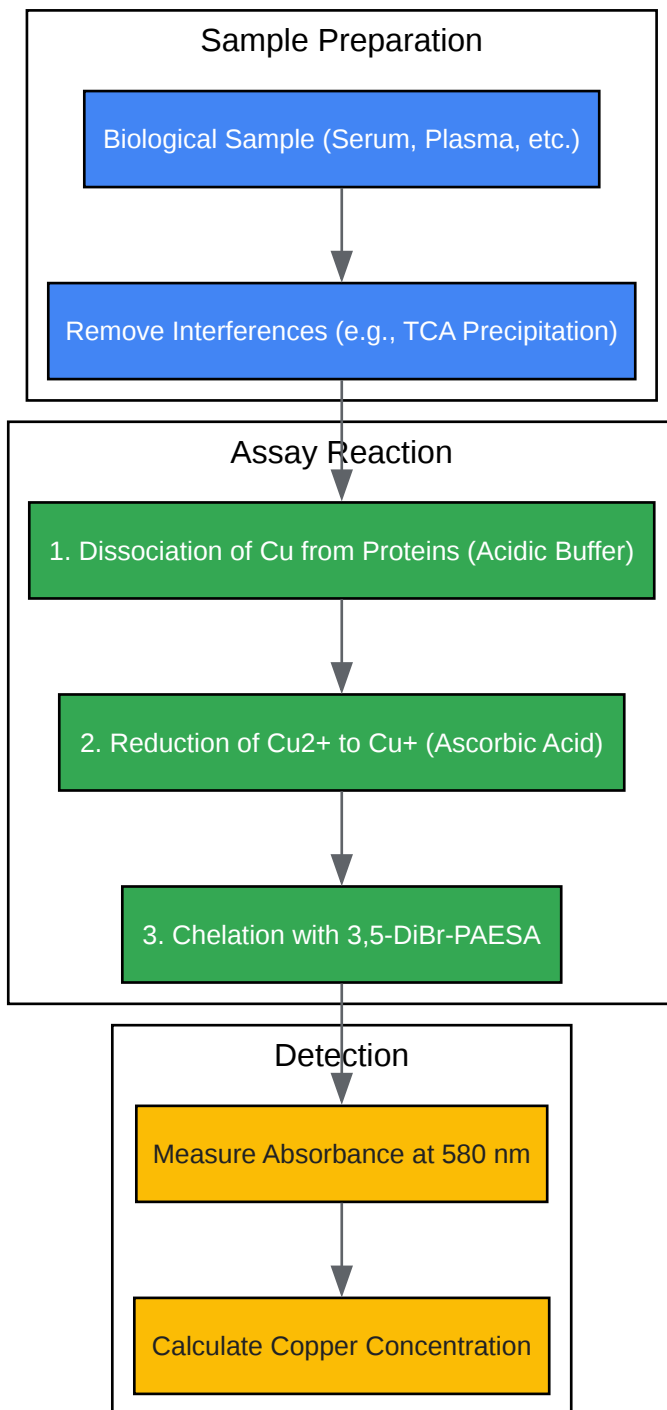 Sample Preparation
Biological Sample (Serum, Plasma, etc.)
Remove Interferences (e.g., TCA Precipitation)
Assay Reaction
1. Dissociation of Cu from Proteins (Acidic Buffer)
2. Reduction of Cu2+ to Cu+ (Ascorbic Acid)
3. Chelation with 3,5-DiBr-PAESA
Detection
Measure Absorbance at 580 nm
Calculate Copper Concentration